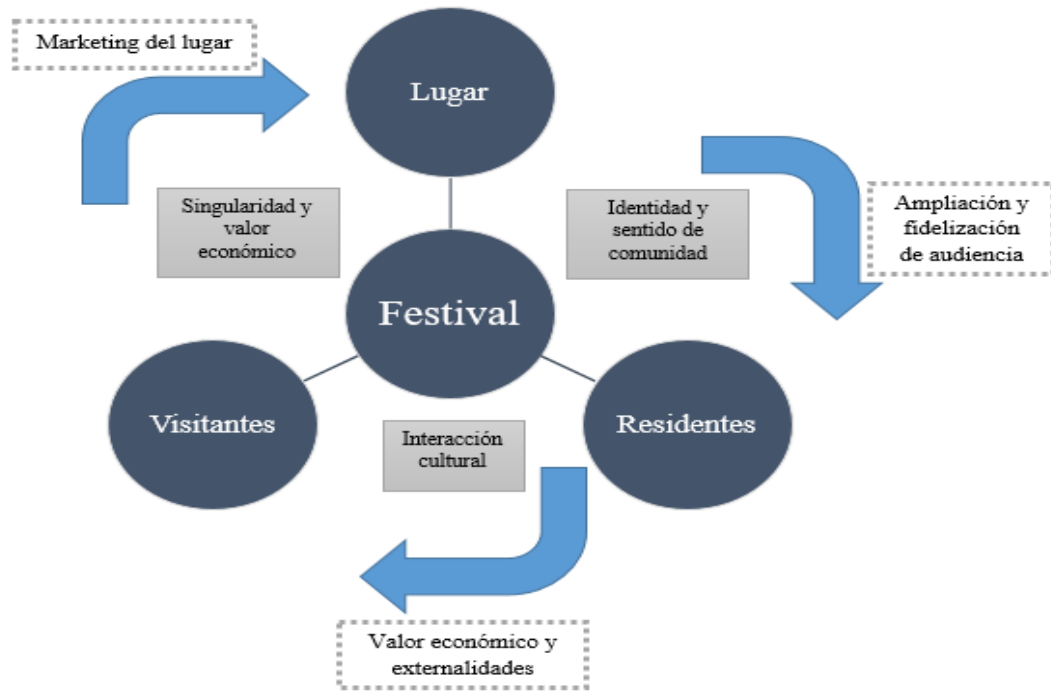 Marketing del lugar
Lugar
Singularidad y
valor
económico
Identidad y
sentido de
comunidad
Ampliación y
fidelización
de audiencia
Festival
Visitantes
Residentes
Interacción
cultural
Valor económico y
externalidades